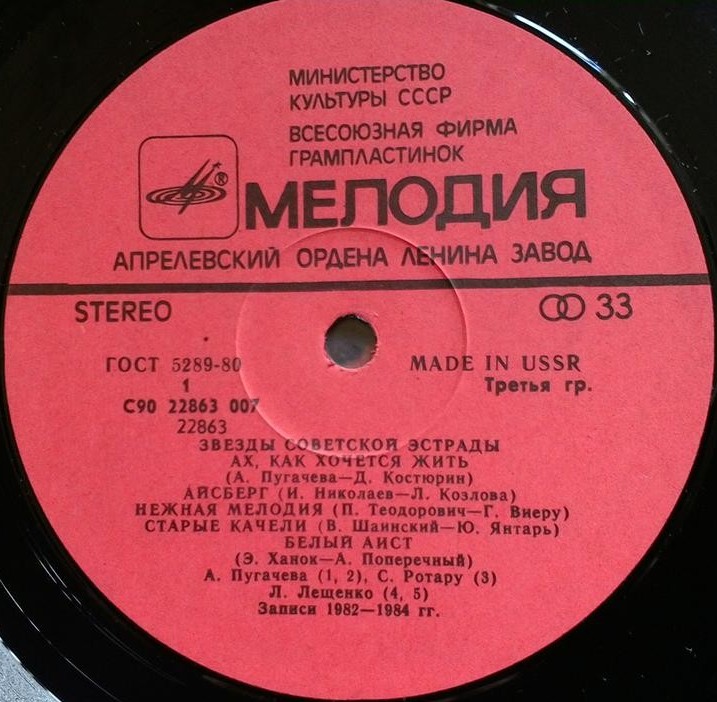 МИНИСТЕРСТВО
КУЛЬТУРЫ СССР
ВСЕСОЮЗНАЯ ФИРМА
ГРАМПЛАСТИНОК
®
МЕЛОДИЯ
АПРЕЛЕВСКИЙ ОРДЕНА ЛЕНИНА ЗАВОД
STEREO 33
ГОСТ 5289-80 MADE IN USSR
1 Третья гр.
С90 22863 007
22863
ЗВЕЗДЫ СОВЕТСКОЙ ЭСТРАДЫ
АХ, КАК ХОЧЕТСЯ ЖИТЬ
(А. Пугачева—Д. Костюрин)
АЙСБЕРГ (И. Николаев—Л. Козлова)
НЕЖНАЯ МЕЛОДИЯ (П. Теодорович—Г. Виеру)
СТАРЫЕ КАЧЕЛИ (В. Шаинский—Ю. Янтарь)
БЕЛЫЙ АИСТ
(Э. Ханок—А. Поперечный)
А. Пугачева (1, 2), С. Ротару (3)
Л. Лещенко (4, 5)
Записи 1982—1984 гг.